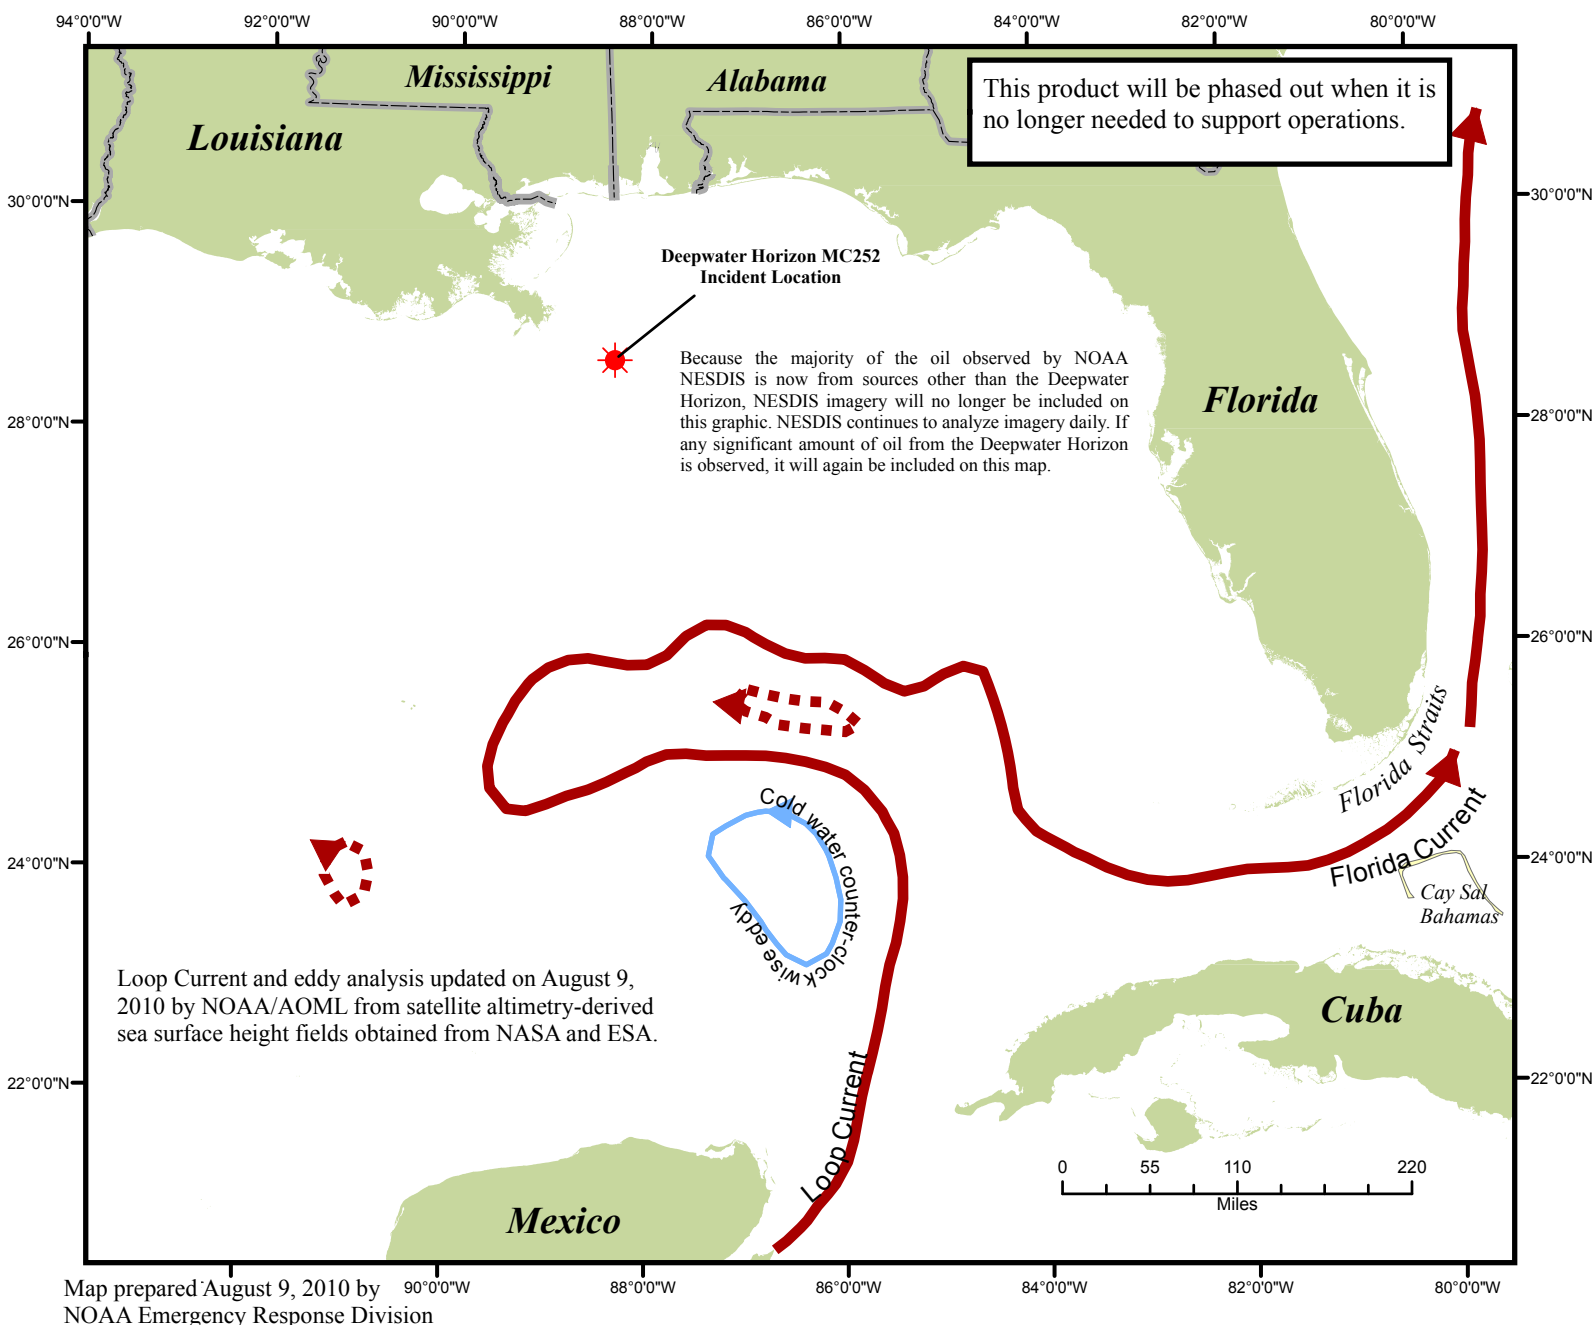 94°0'0"W 92°0'0"W 90°0'0"W 88°0'0"W 86°0'0"W 84°0'0"W 82°0'0"W 80°0'0"W
Mississippi
Alabama
Louisiana
This product will be phased out when it is
no longer needed to support operations.
30°0'0"N
30°0'0"N
Deepwater Horizon MC252
Incident Location
Because the majority of the oil observed by NOAA
NESDIS is now from sources other than the Deepwater
Horizon, NESDIS imagery will no longer be included on
this graphic. NESDIS continues to analyze imagery daily. If
any significant amount of oil from the Deepwater Horizon
is observed, it will again be included on this map.
Florida
28°0'0"N
28°0'0"N
26°0'0"N
26°0'0"N
Florida Straits
Florida Current
Cold water counter-clockwise eddy
24°0'0"N
24°0'0"N
Cay Sal
Bahamas
Loop Current and eddy analysis updated on August 9,
2010 by NOAA/AOML from satellite altimetry-derived
sea surface height fields obtained from NASA and ESA.
Cuba
22°0'0"N
22°0'0"N
Loop Current
0 55 110 220
Miles
Mexico
90°0'0"W 88°0'0"W 86°0'0"W 84°0'0"W 82°0'0"W 80°0'0"W
Map prepared August 9, 2010 by
NOAA Emergency Response Division